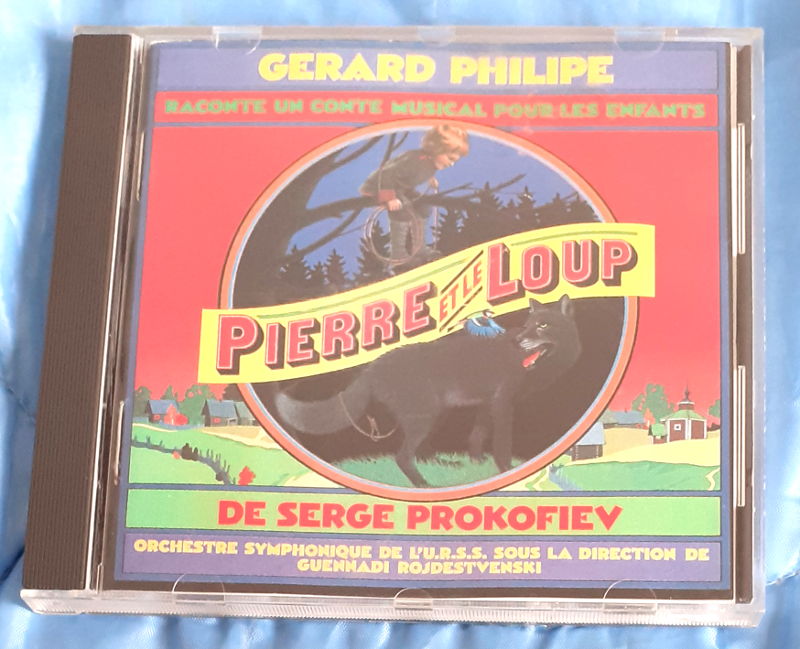 GERARD PHILIPE
RACONTE UN CONTE MUSICAL POUR LES ENFANTS
PIERRE ET LE LOUP
DE SERGE PROKOFIEV
ORCHESTRE SYMPHONIQUE DE L'U.R.S.S. SOUS LA DIRECTION DE
GUENNADI ROJDESTVENSKI